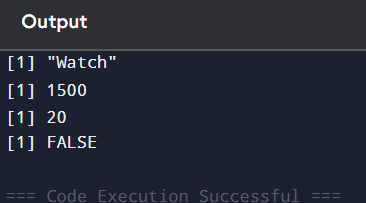 Output
[1] "Watch"
[1] 1500
[1] 20
[1] FALSE
=== Code Execution Successful ===